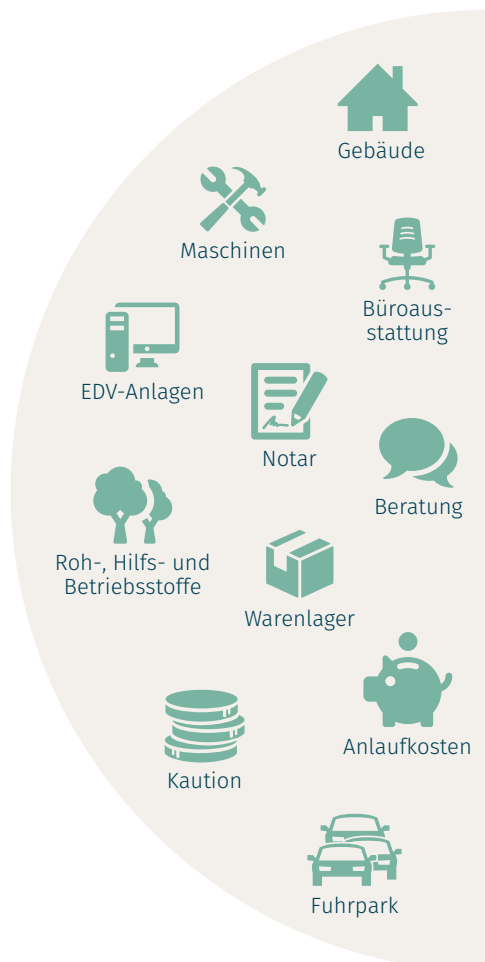 Gebäude
Maschinen
Büroaus-
stattung
EDV-Anlagen
Notar
Beratung
Roh-, Hilfs- und
Betriebsstoffe
Warenlager
Anlaufkosten
Kaution
Fuhrpark